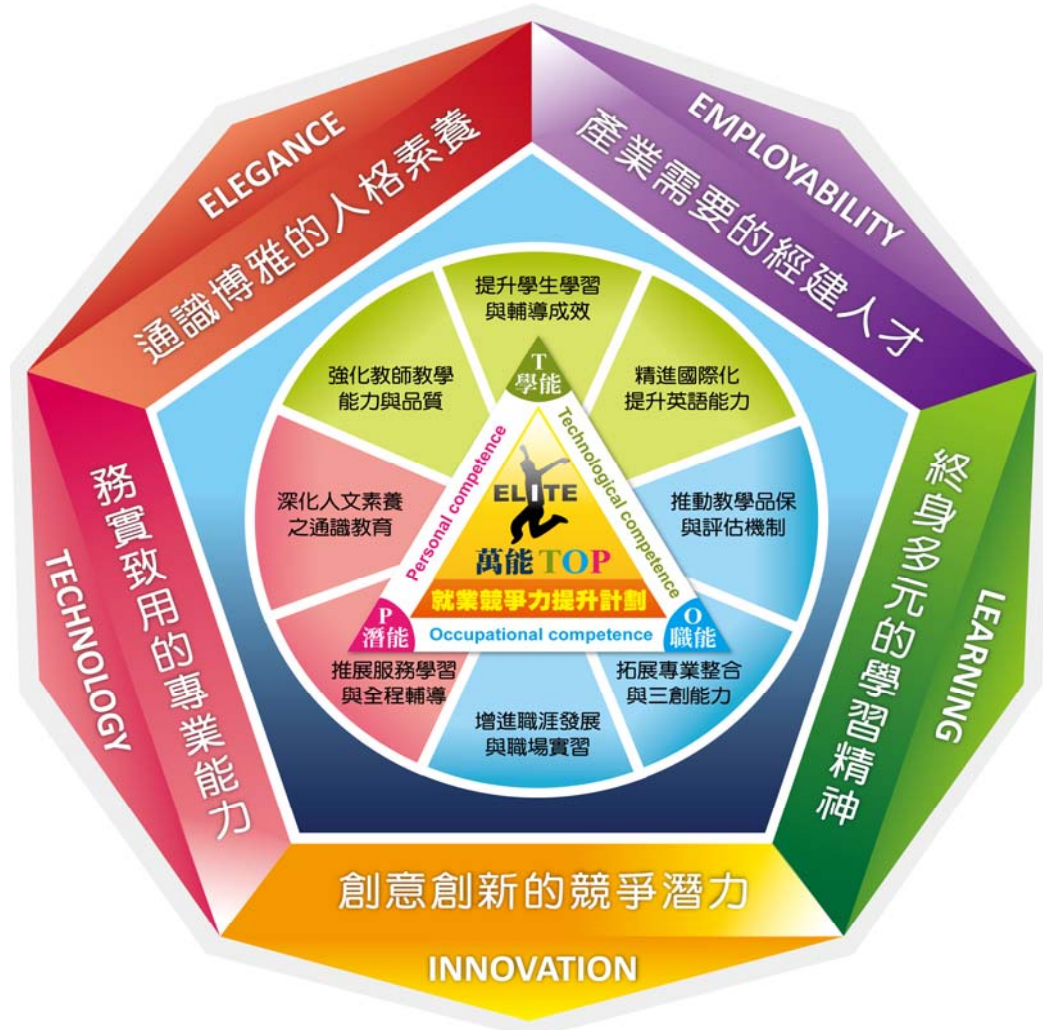 ELEGANCE
通識博雅的人格素養
EMPLOYABILITY
產業需要的經建人才
LEARNING
終身多元的學習精神
INNOVATION
創意創新的競爭潛力
TECHNOLOGY
務實致用的專業能力
提升學生學習
與輔導成效
精進國際化
提升英語能力
推動教學品保
與評估機制
拓展專業整合
與三創能力
增進職涯發展
與職場實習
推展服務學習
與全程輔導
深化人文素養
之通識教育
強化教師教學
能力與品質
T
學能
Technological competence
O
職能
Occupational competence
P
潛能
Personal competence
ELITE
萬能 TOP
就業競爭力提升計劃